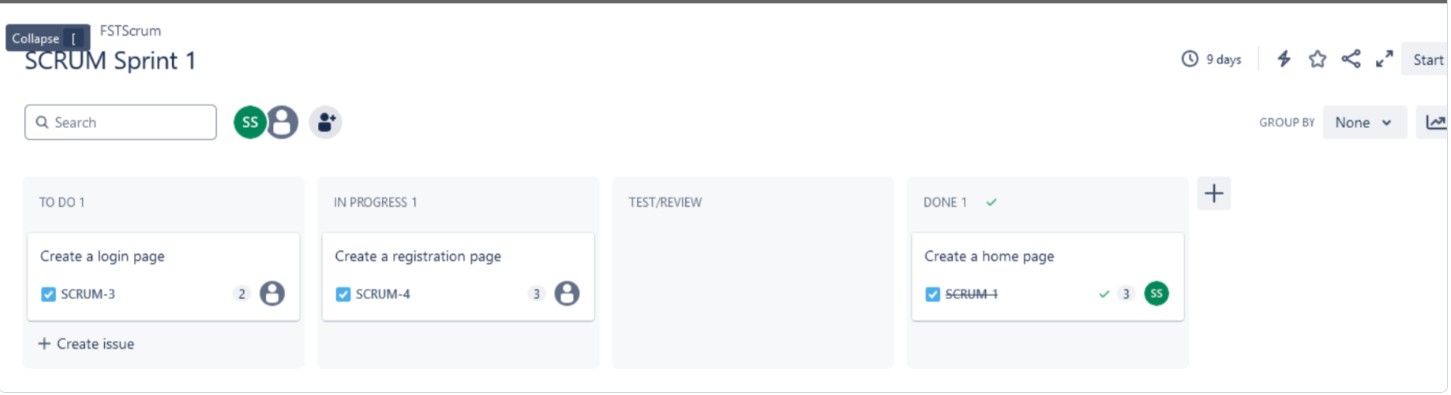 Collapse [
FSTScrum
SCRUM Sprint 1
9 days
Start
Search
SS
GROUP BY
None
TO DO 1
IN PROGRESS 1
TEST/REVIEW
DONE 1
Create a login page
SCRUM-3
2
+ Create issue
Create a registration page
SCRUM-4
3
Create a home page
SCRUM-1
3
SS